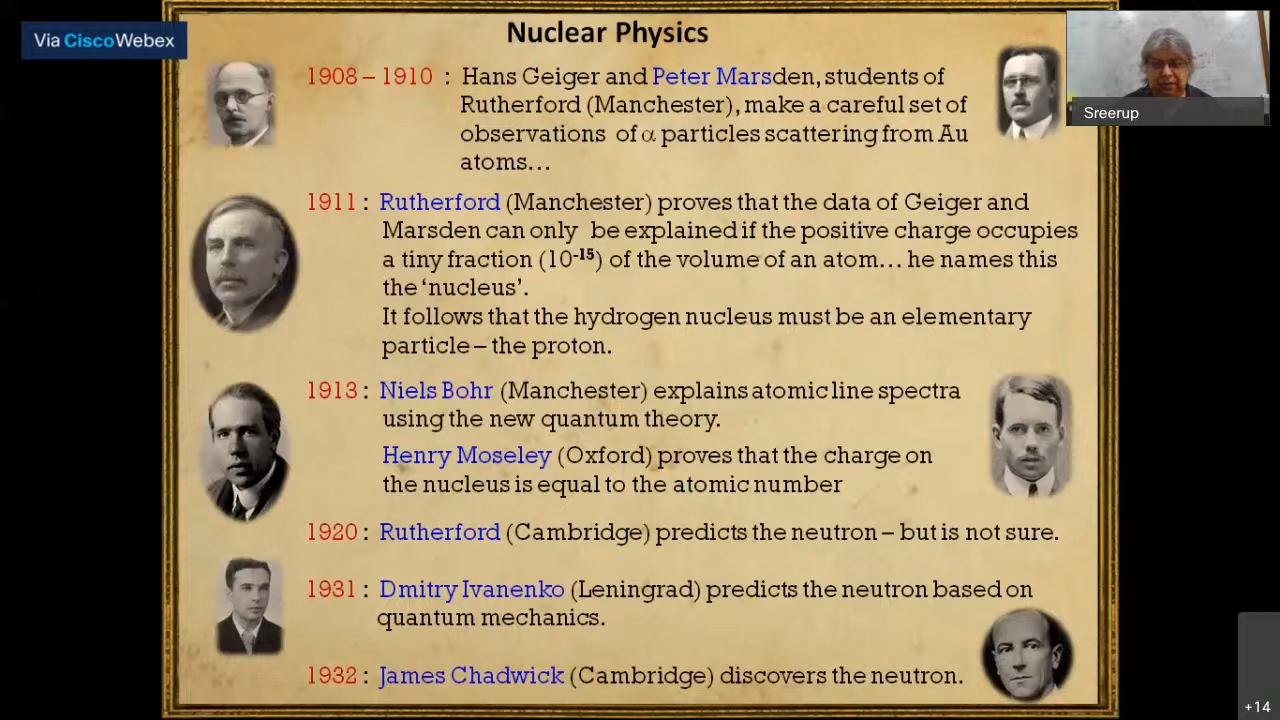 Via CiscoWebex
Nuclear Physics
Sreerup
1908 – 1910 : Hans Geiger and Peter Marsden, students of
Rutherford (Manchester), make a careful set of
observations of α particles scattering from Au
atoms…
1911 : Rutherford (Manchester) proves that the data of Geiger and
Marsden can only be explained if the positive charge occupies
a tiny fraction (10⁻¹⁵) of the volume of an atom… he names this
the ‘nucleus’.
It follows that the hydrogen nucleus must be an elementary
particle – the proton.
1913 : Niels Bohr (Manchester) explains atomic line spectra
using the new quantum theory.
Henry Moseley (Oxford) proves that the charge on
the nucleus is equal to the atomic number
1920 : Rutherford (Cambridge) predicts the neutron – but is not sure.
1931 : Dmitry Ivanenko (Leningrad) predicts the neutron based on
quantum mechanics.
1932 : James Chadwick (Cambridge) discovers the neutron.
+14